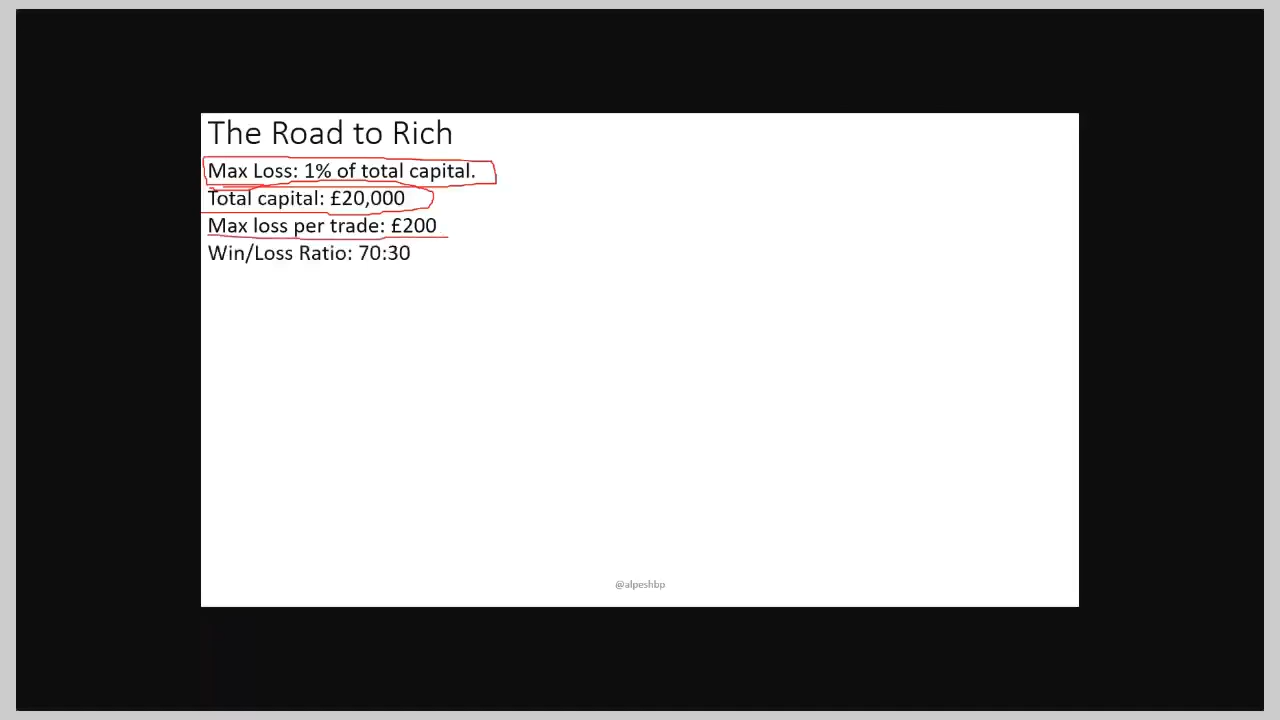 The Road to Rich
Max Loss: 1% of total capital.
Total capital: £20,000
Max loss per trade: £200
Win/Loss Ratio: 70:30
@alpeshbp